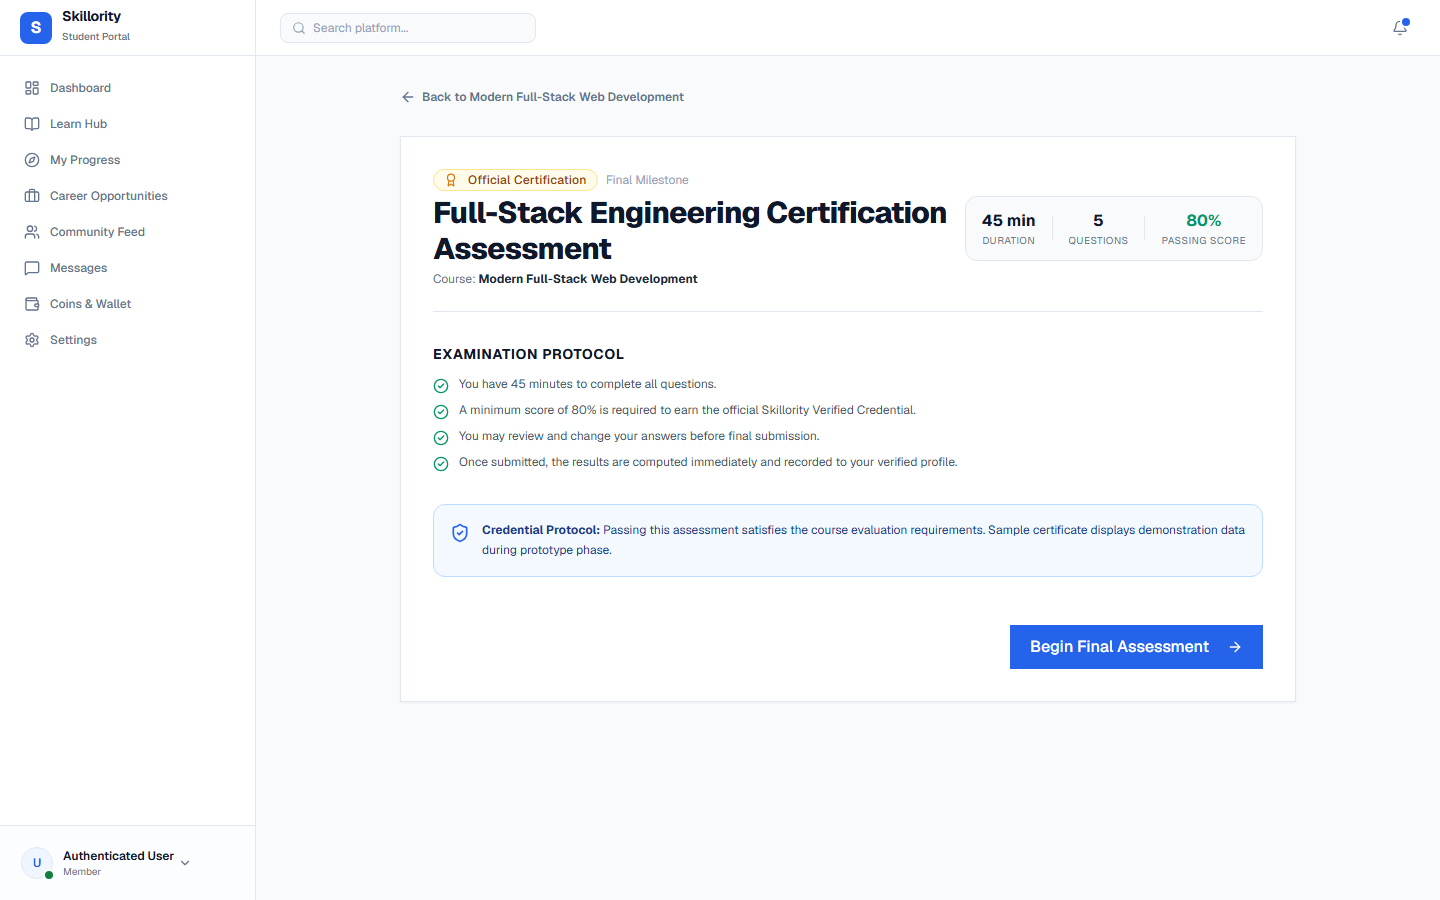 S
Skillority
Student Portal
Search platform...
Dashboard
Learn Hub
My Progress
Career Opportunities
Community Feed
Messages
Coins & Wallet
Settings
Back to Modern Full-Stack Web Development
Official Certification Final Milestone
Full-Stack Engineering Certification
Assessment
Course: Modern Full-Stack Web Development
45 min
DURATION
5
QUESTIONS
80%
PASSING SCORE
EXAMINATION PROTOCOL
You have 45 minutes to complete all questions.
A minimum score of 80% is required to earn the official Skillority Verified Credential.
You may review and change your answers before final submission.
Once submitted, the results are computed immediately and recorded to your verified profile.
Credential Protocol: Passing this assessment satisfies the course evaluation requirements. Sample certificate displays demonstration data
during prototype phase.
Begin Final Assessment
U
Authenticated User
Member